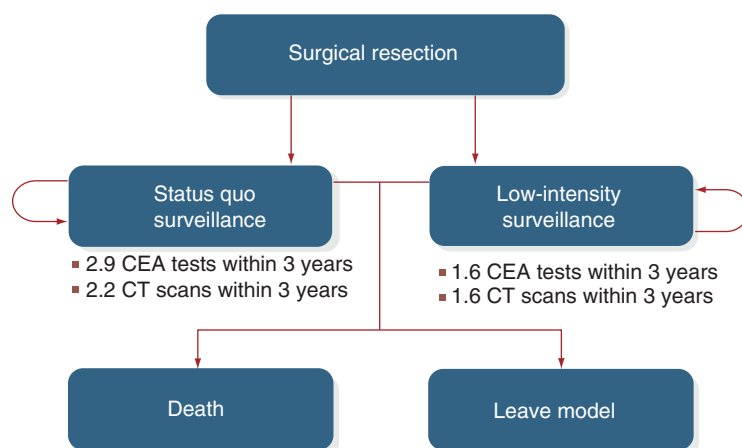 Surgical resection
Status quo
surveillance
Low-intensity
surveillance
▪ 2.9 CEA tests within 3 years
▪ 2.2 CT scans within 3 years
▪ 1.6 CEA tests within 3 years
▪ 1.6 CT scans within 3 years
Death
Leave model